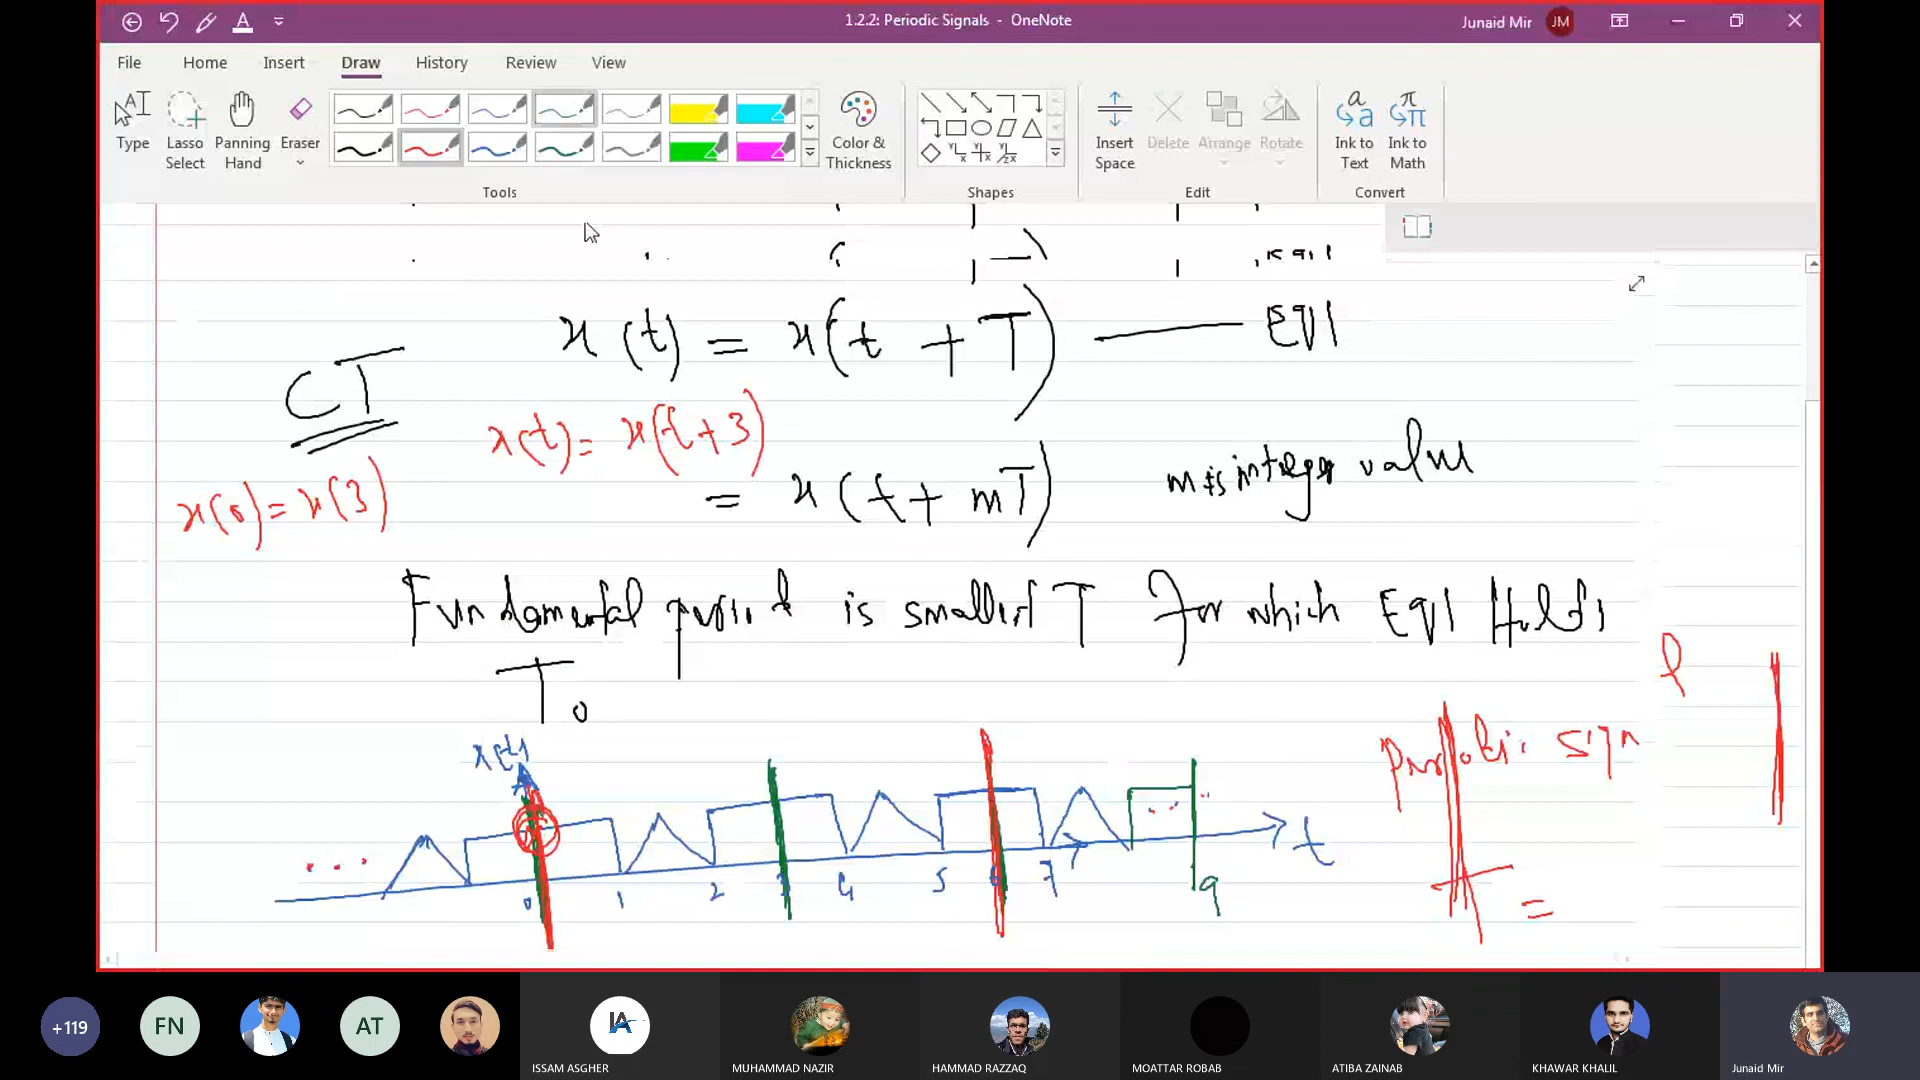 1.2.2: Periodic Signals - OneNote
Junaid Mir JM
File Home Insert Draw History Review View
Type
Lasso Select
Panning Hand
Eraser
Color & Thickness
Insert Space
Delete
Arrange
Rotate
Ink to Text
Ink to Math
Tools Shapes Edit Convert
x(t) = x(t + T) — Eq1
CT
x(t) = x(t+3)
= x(t + mT) m is integer value
x(0) = x(3)
Fundamental period is smallest T for which Eq1 Holds
T₀
x(t)
0 1 2 3 4 5 6 7 9
t
=
+119 FN AT
ISSAM ASGHER
MUHAMMAD NAZIR
HAMMAD RAZZAQ
MOATTAR ROBAB
ATIBA ZAINAB
KHAWAR KHALIL
Junaid Mir